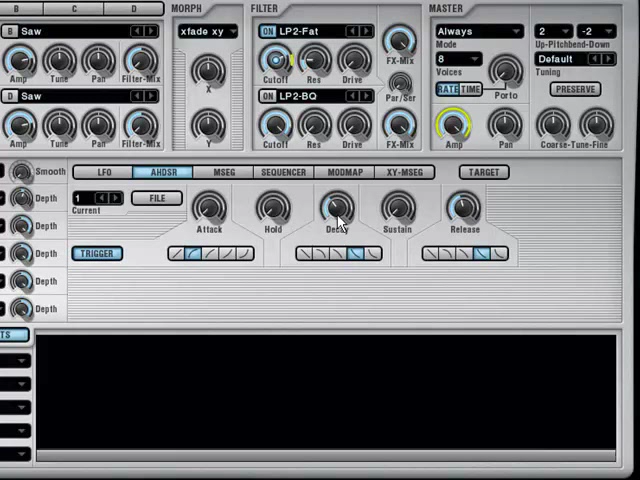 B C D MORPH FILTER MASTER
B Saw xfade xy ON LP2-Fat Always 2 -2
Mode Up-Pitchbend-Down
FX-Mix 8 Default
Amp Tune Pan Filter-Mix X Cutoff Res Drive Voices Tuning
D Saw ON LP2-BQ Par/Ser RATE TIME Porto PRESERVE
Amp Tune Pan Filter-Mix Y Cutoff Res Drive FX-Mix Amp Pan Coarse-Tune-Fine
Smooth LFO AHDSR MSEG SEQUENCER MODMAP XY-MSEG TARGET
Depth 1 FILE
Current
Depth Attack Hold Decay Sustain Release
Depth TRIGGER
Depth
Depth
TS